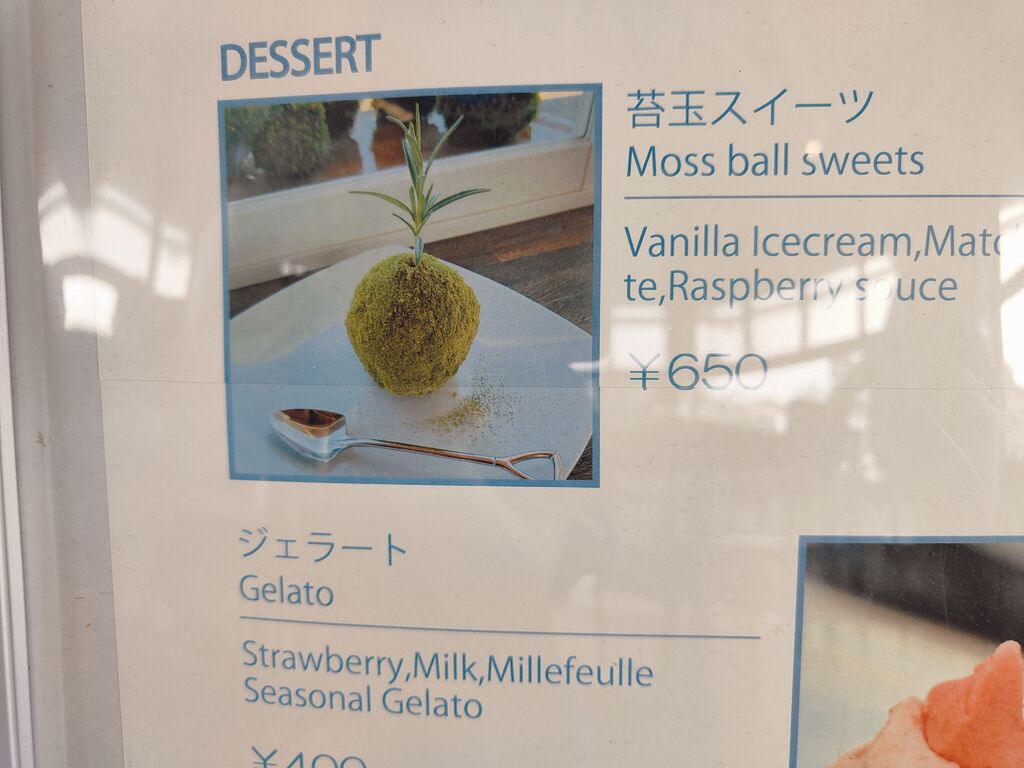 DESSERT
苔玉スイーツ
Moss ball sweets
Vanilla Icecream,
te,Raspberry souce
¥650
ジェラート
Gelato
Strawberry,Milk,Millefeulle
Seasonal Gelato
¥400